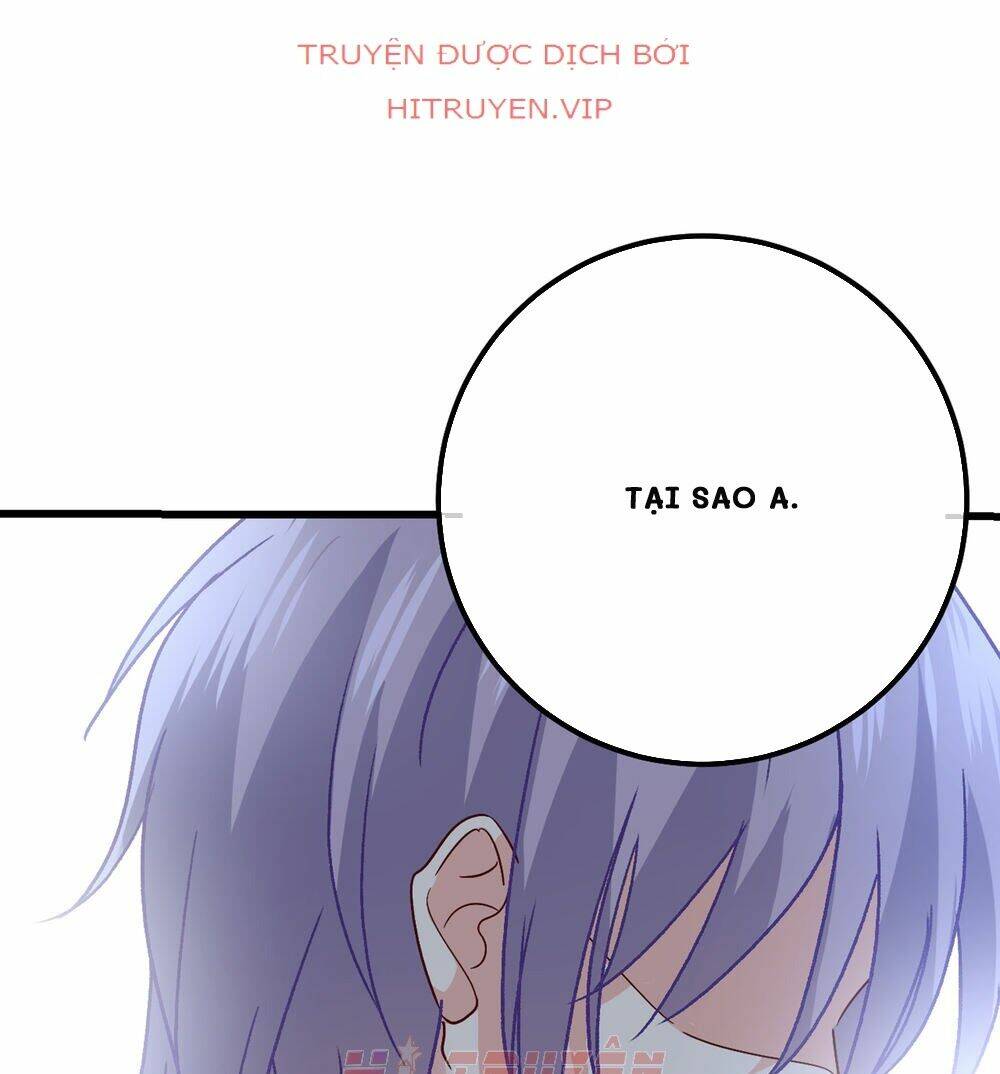 TRUYỆN ĐƯỢC DỊCH BỞI
HITRUYEN.VIP
TẠI SAO A.